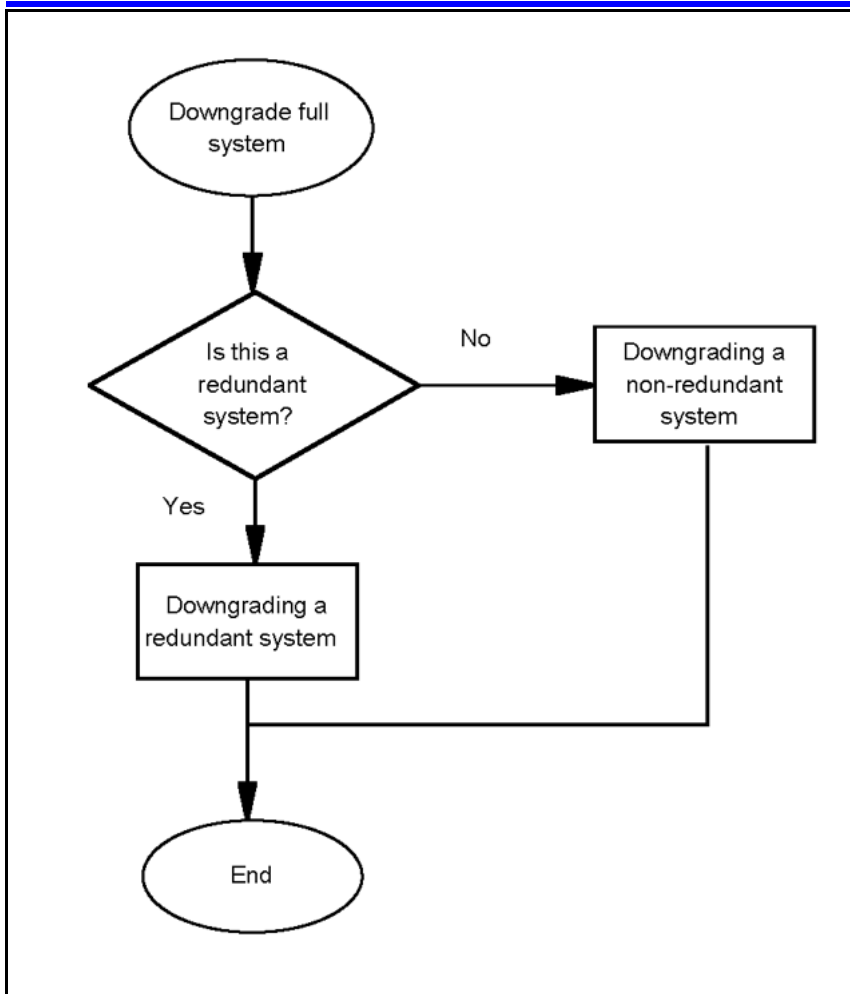 Downgrade full
system
Is this a
redundant
system?
No
Downgrading a
non-redundant
system
Yes
Downgrading a
redundant system
End